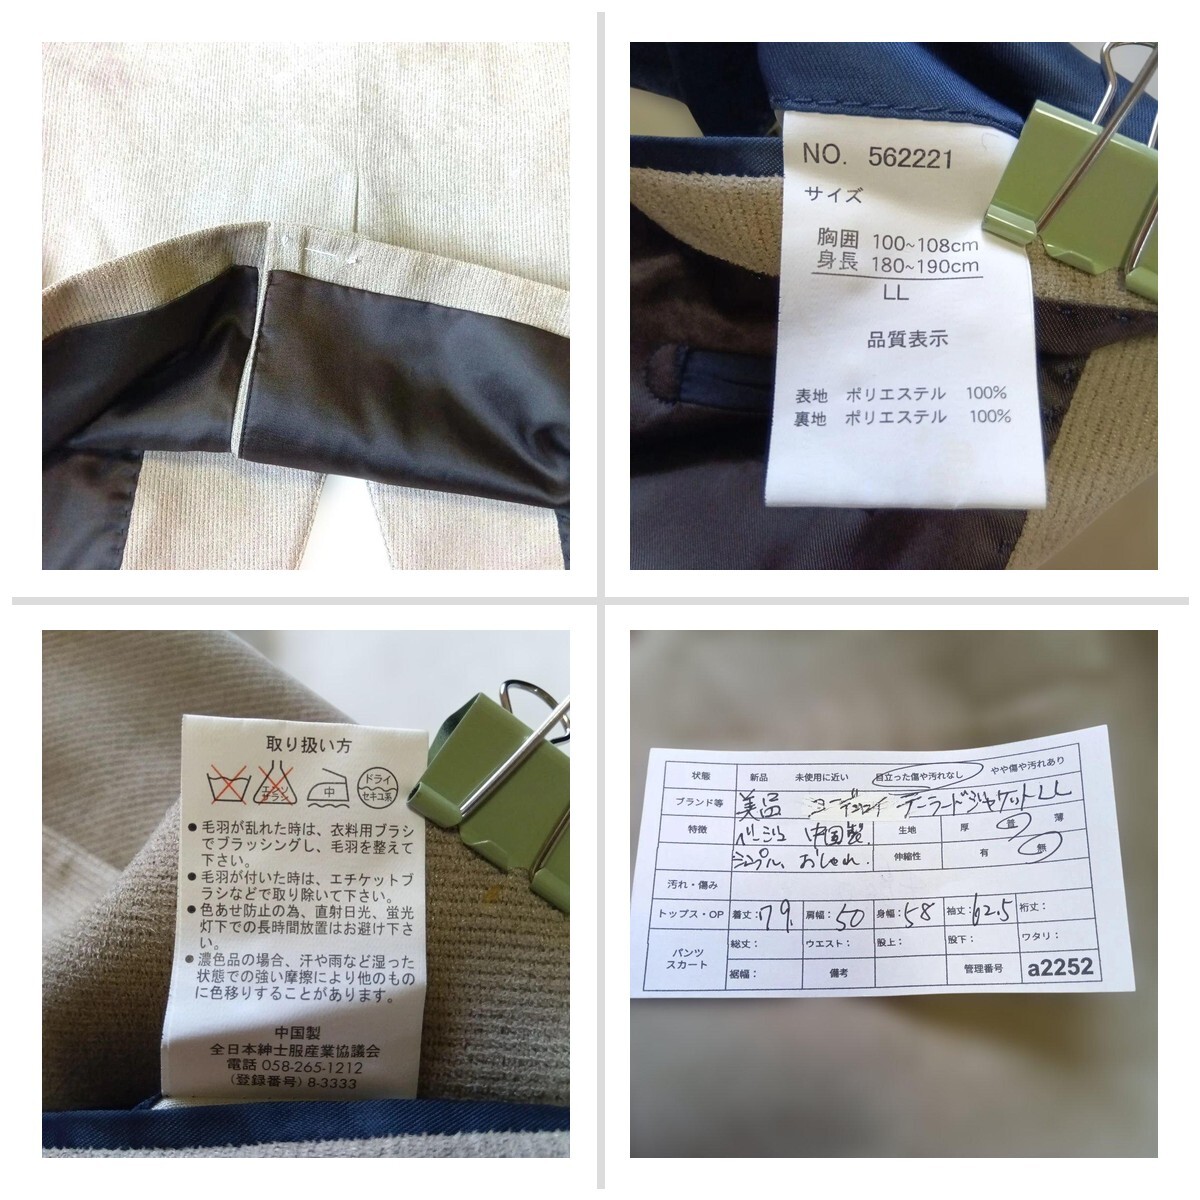 NO. 562221
サイズ
胸囲 100~108cm
身長 180~190cm
LL
品質表示
表地 ポリエステル 100%
裏地 ポリエステル 100%
取り扱い方
中
ドライ
セキユ系
●毛羽が乱れた時は、衣料用ブラシ
でブラッシングし、毛羽を整えて
下さい。
●毛羽が付いた時は、エチケットブ
ラシなどで取り除いて下さい。
●色あせ防止の為、直射日光、蛍光
灯下での長時間放置はお避け下さ
い。
●濃色品の場合、汗や雨など湿った
状態での強い摩擦により他のもの
に色移りすることがあります。
中国製
全日本紳士服産業協議会
電話 058-265-1212
(登録番号) 8-3333
状態 新品 未使用に近い 目立った傷や汚れなし やや傷や汚れあり
ブランド等 美品 コーデュロイ テーラードジャケットLL
特徴 ベージュ 中国製. 生地 厚 普 薄
シンプル、おしゃれ. 伸縮性 有 無
汚れ・傷み
トップス・OP 着丈:79. 肩幅:50 身幅:58 袖丈:62.5 裄丈:
パンツ
スカート
総丈: ウエスト: 股上: 股下: ワタリ:
裾幅: 備考 管理番号 a2252